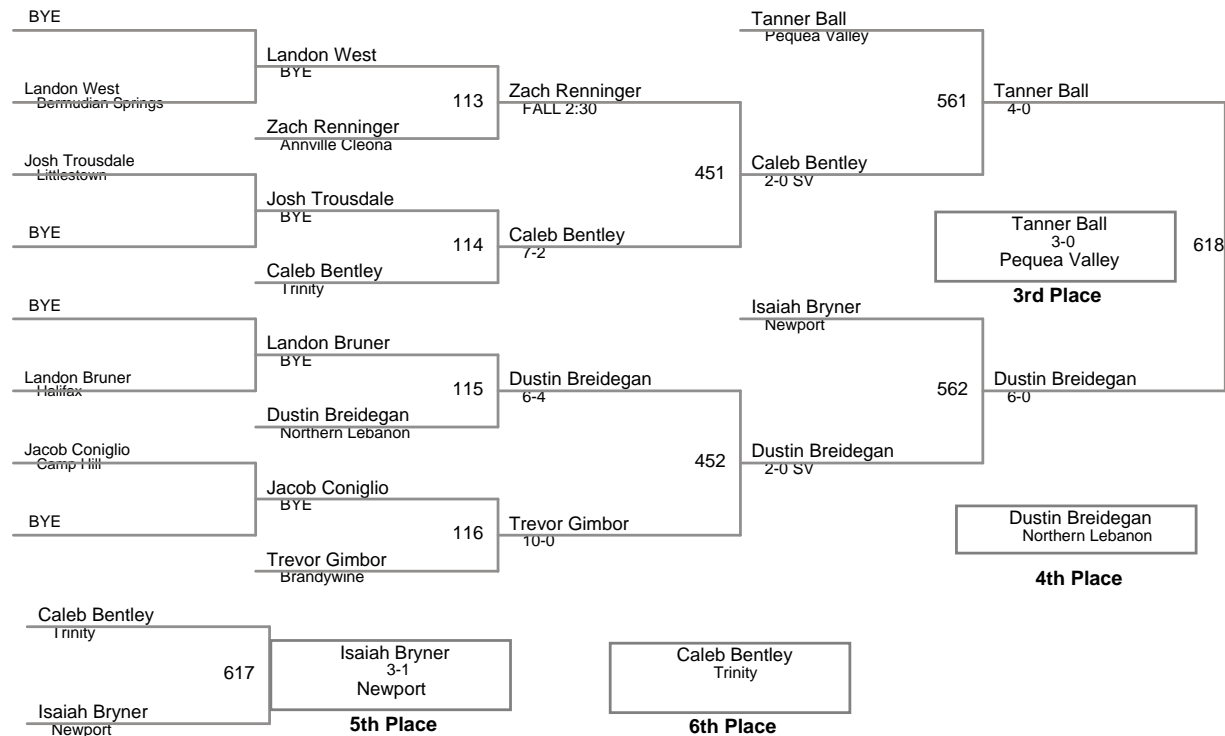 BYE
Landon West
Bermudian Springs
Josh Trousdale
Littlestown
BYE
BYE
Landon Bruner
Halifax
Jacob Coniglio
Camp Hill
BYE
Landon West
BYE
113
Zach Renninger
Annville Cleona
Josh Trousdale
BYE
114
Caleb Bentley
Trinity
Landon Bruner
BYE
115
Dustin Breidegan
Northern Lebanon
Jacob Coniglio
BYE
116
Trevor Gimbor
Brandywine
Zach Renninger
FALL 2:30
451
Caleb Bentley
7-2
Dustin Breidegan
6-4
452
Trevor Gimbor
10-0
Tanner Ball
Pequea Valley
561
Caleb Bentley
2-0 SV
Isaiah Bryner
Newport
562
Dustin Breidegan
2-0 SV
Tanner Ball
4-0
618
Dustin Breidegan
6-0
Tanner Ball
3-0
Pequea Valley
3rd Place
Dustin Breidegan
Northern Lebanon
4th Place
Caleb Bentley
Trinity
617
Isaiah Bryner
Newport
Isaiah Bryner
3-1
Newport
5th Place
Caleb Bentley
Trinity
6th Place